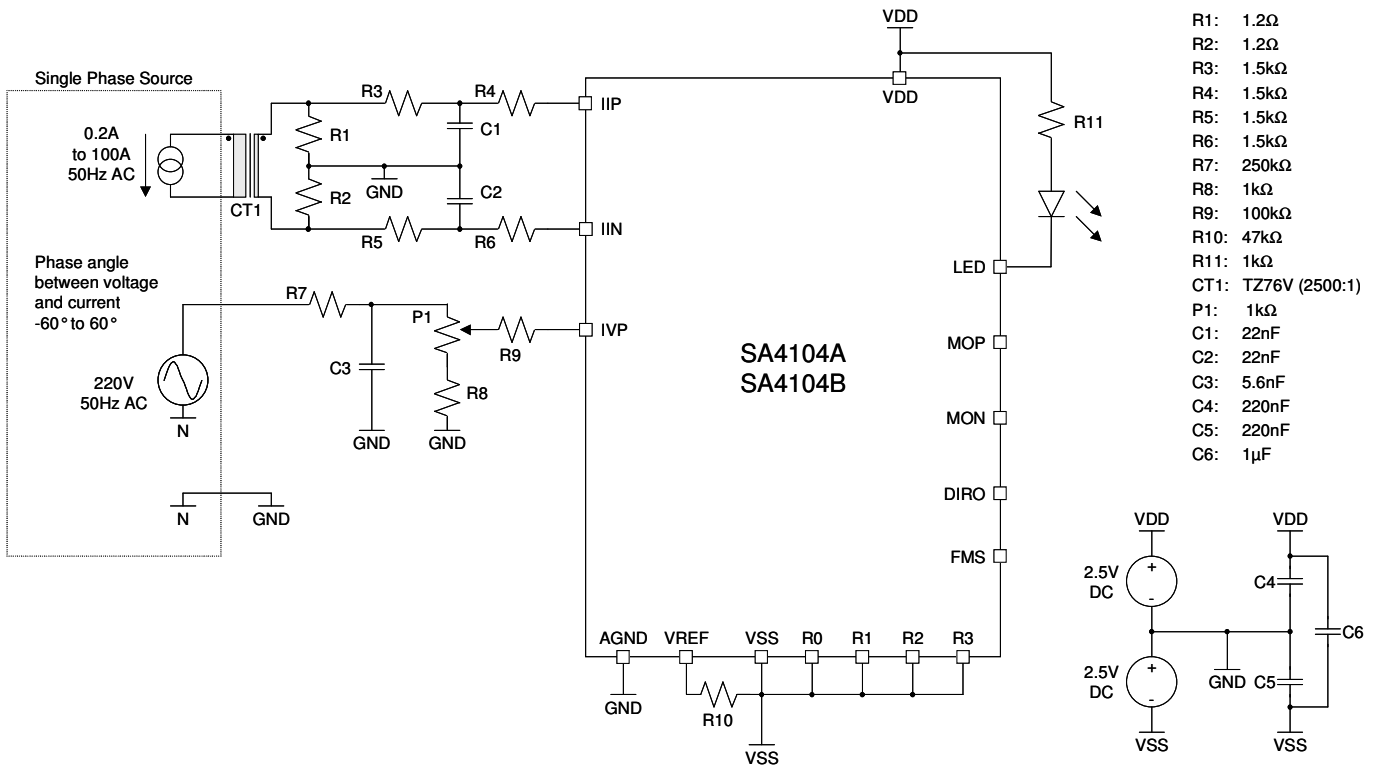 Single Phase Source
0.2A
to 100A
50Hz AC
CT1
R1
R2
R3
R4
C1
GND
C2
R5
R6
IIP
IIN
Phase angle
between voltage
and current
-60° to 60°
220V
50Hz AC
N
R7
C3
GND
P1
R8
GND
R9
IVP
N
GND
SA4104A
SA4104B
VDD
VDD
R11
LED
MOP
MON
DIRO
FMS
AGND
VREF
VSS
R0
R1
R2
R3
GND
R10
VSS
R1: 1.2Ω
R2: 1.2Ω
R3: 1.5kΩ
R4: 1.5kΩ
R5: 1.5kΩ
R6: 1.5kΩ
R7: 250kΩ
R8: 1kΩ
R9: 100kΩ
R10: 47kΩ
R11: 1kΩ
CT1: TZ76V (2500:1)
P1: 1kΩ
C1: 22nF
C2: 22nF
C3: 5.6nF
C4: 220nF
C5: 220nF
C6: 1µF
VDD
VDD
2.5V
DC
+
-
C4
C6
2.5V
DC
+
-
GND
C5
VSS
VSS